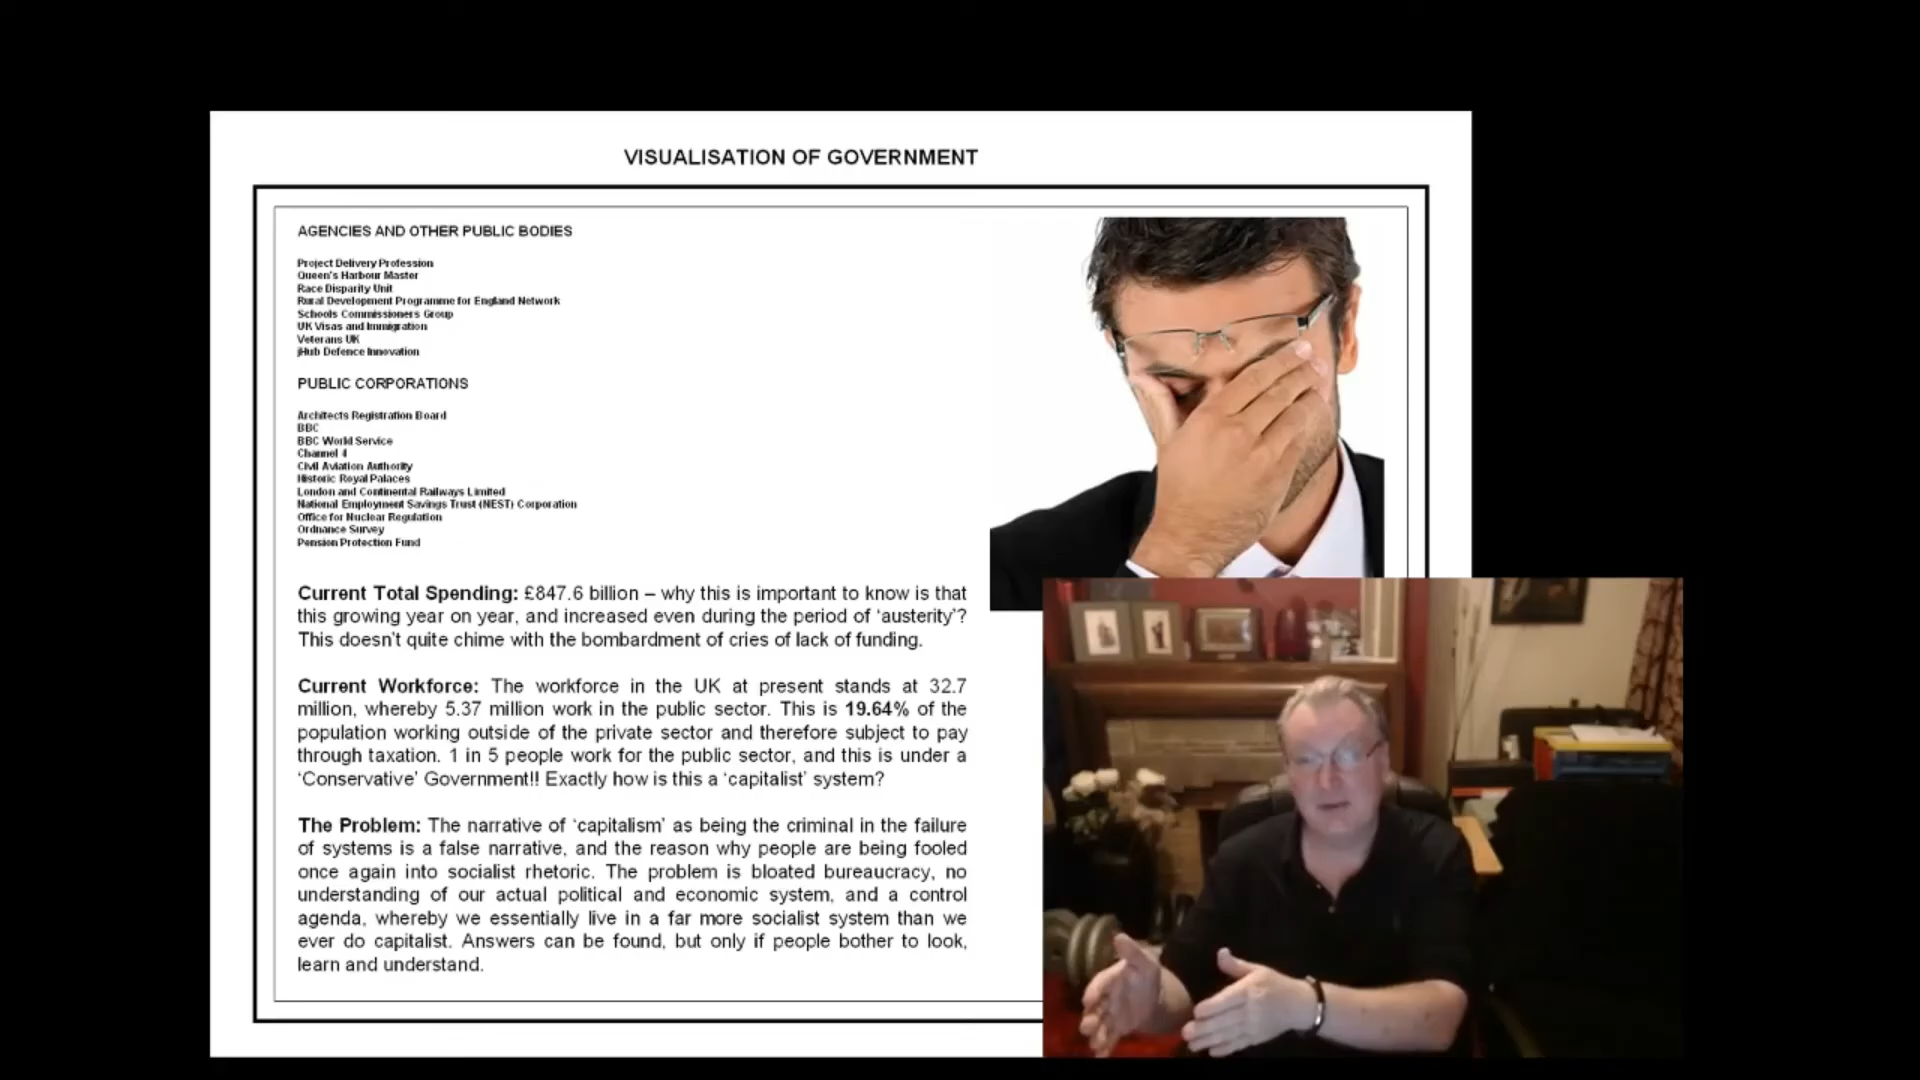 VISUALISATION OF GOVERNMENT
AGENCIES AND OTHER PUBLIC BODIES
Project Delivery Profession
Queen's Harbour Master
Race Disparity Unit
Rural Development Programme for England Network
Schools Commissioners Group
UK Visas and Immigration
Veterans UK
jHub Defence Innovation
PUBLIC CORPORATIONS
Architects Registration Board
BBC
BBC World Service
Channel 4
Civil Aviation Authority
Historic Royal Palaces
London and Continental Railways Limited
National Employment Savings Trust (NEST) Corporation
Office for Nuclear Regulation
Ordnance Survey
Pension Protection Fund
Current Total Spending: £847.6 billion – why this is important to know is that
this growing year on year, and increased even during the period of ‘austerity’?
This doesn’t quite chime with the bombardment of cries of lack of funding.
Current Workforce: The workforce in the UK at present stands at 32.7
million, whereby 5.37 million work in the public sector. This is 19.64% of the
population working outside of the private sector and therefore subject to pay
through taxation. 1 in 5 people work for the public sector, and this is under a
‘Conservative’ Government!! Exactly how is this a ‘capitalist’ system?
The Problem: The narrative of ‘capitalism’ as being the criminal in the failure
of systems is a false narrative, and the reason why people are being fooled
once again into socialist rhetoric. The problem is bloated bureaucracy, no
understanding of our actual political and economic system, and a control
agenda, whereby we essentially live in a far more socialist system than we
ever do capitalist. Answers can be found, but only if people bother to look,
learn and understand.